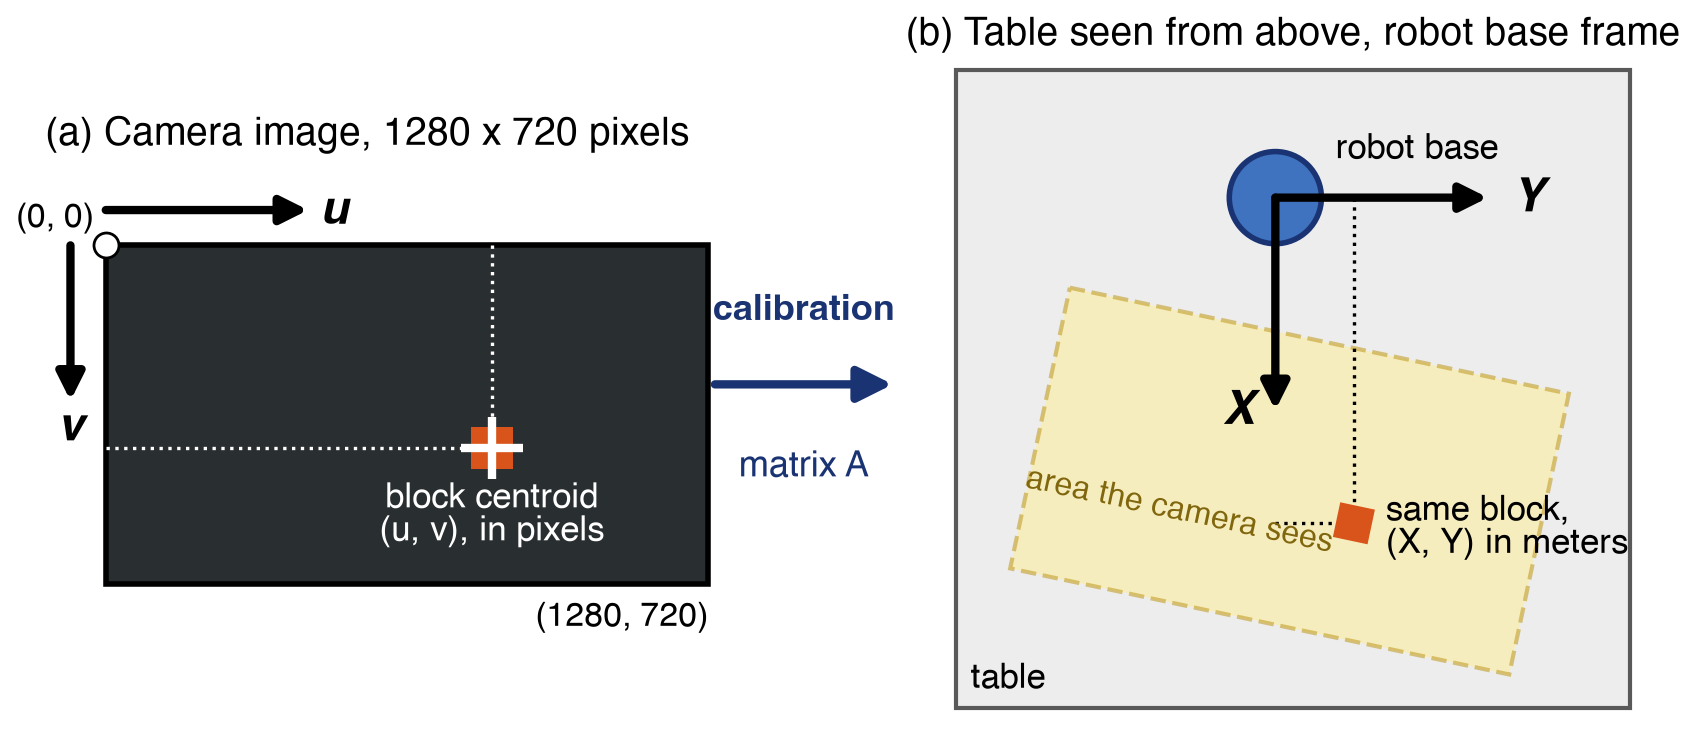 (a) Camera image, 1280 x 720 pixels
(0, 0)
u
v
block centroid
(u, v), in pixels
(1280, 720)
calibration
matrix A
(b) Table seen from above, robot base frame
robot base
Y
X
area the camera sees
same block,
(X, Y) in meters
table